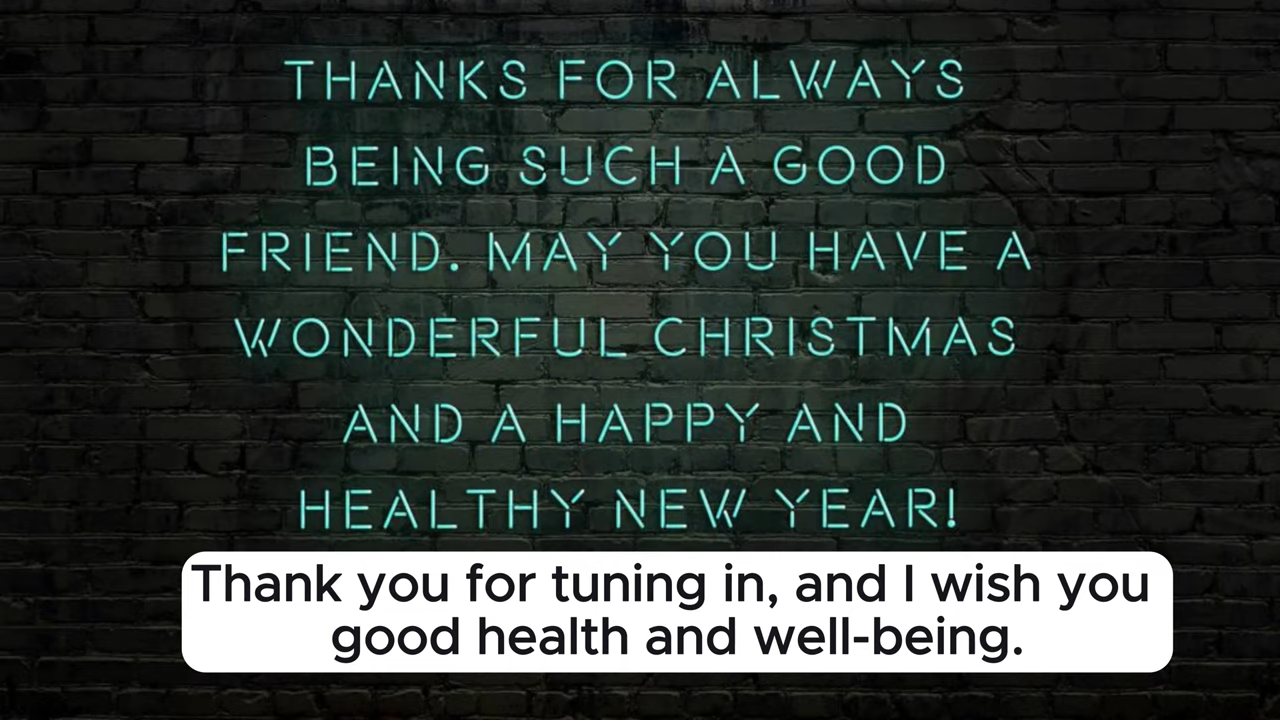 THANKS FOR ALWAYS
BEING SUCH A GOOD
FRIEND. MAY YOU HAVE A
WONDERFUL CHRISTMAS
AND A HAPPY AND
HEALTHY NEW YEAR!
Thank you for tuning in, and I wish you
good health and well-being.